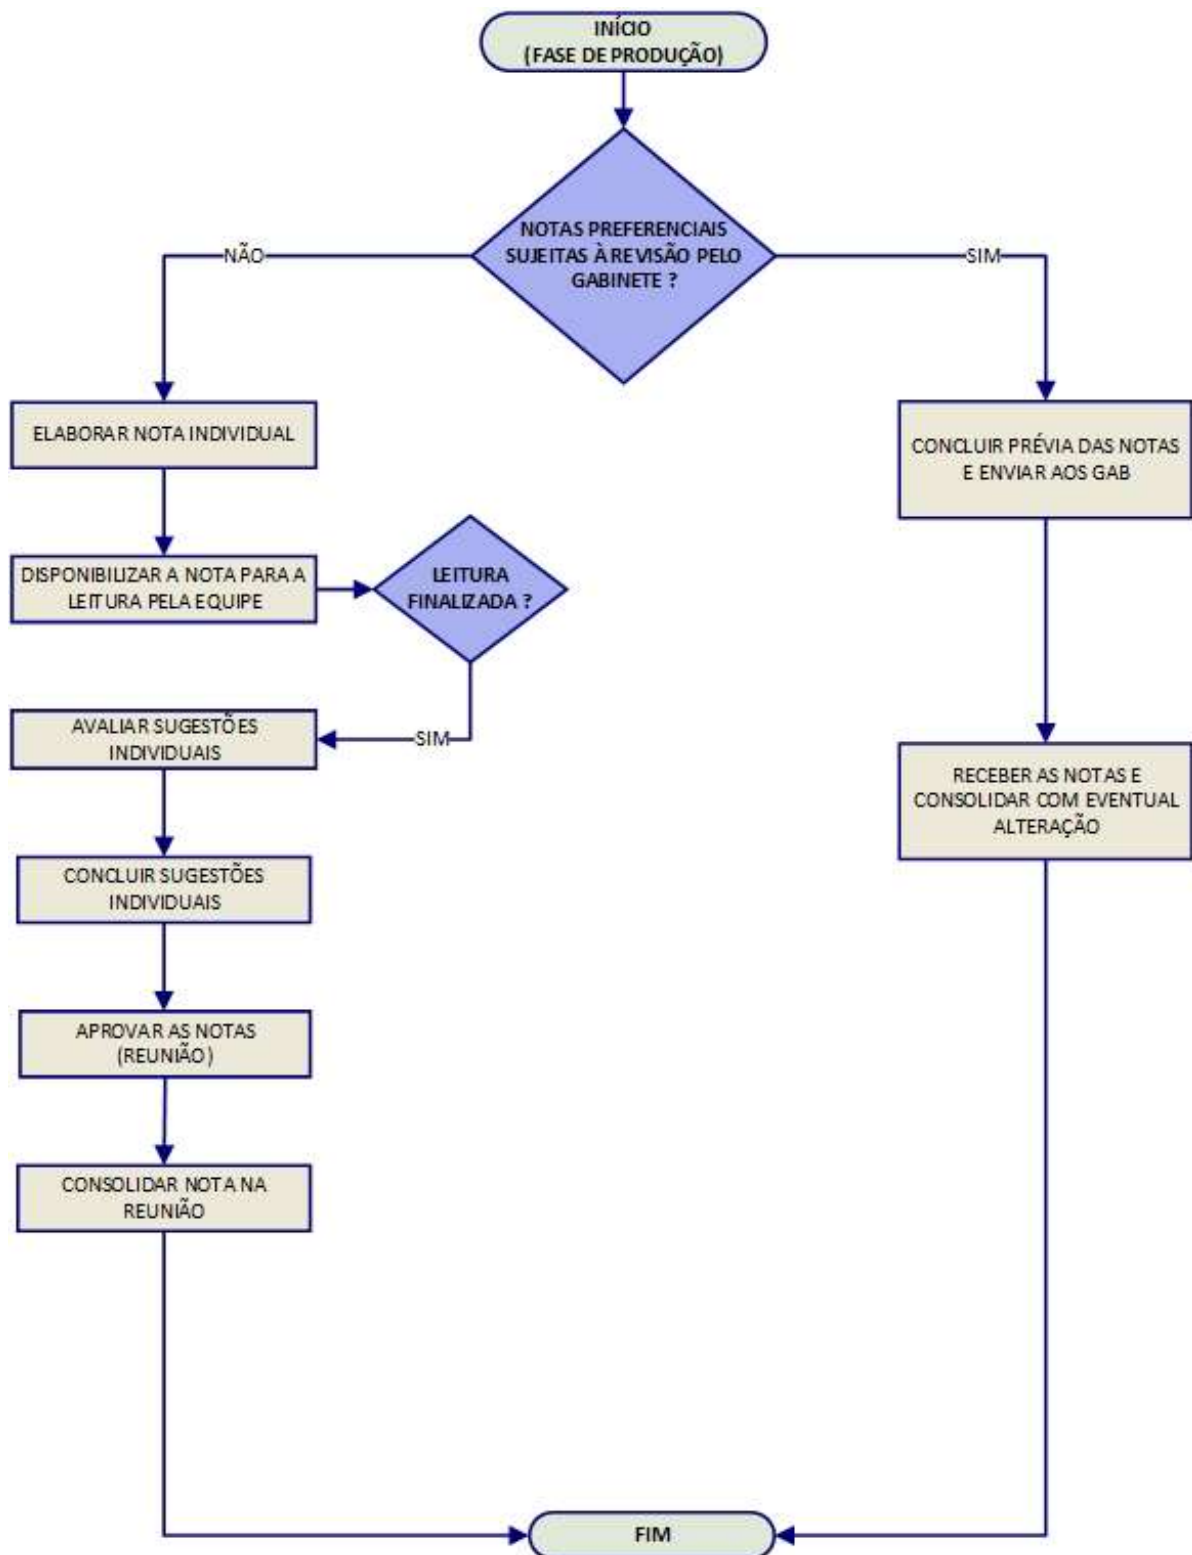 INÍCIO
(FASE DE PRODUÇÃO)
NOTAS PREFERENCIAIS
SUJEITAS À REVISÃO PELO
GABINETE ?
NÃO
SIM
ELABORAR NOTA INDIVIDUAL
CONCLUIR PRÉVIA DAS NOTAS
E ENVIAR AOS GAB
DISPONIBILIZAR A NOTA PARA A
LEITURA PELA EQUIPE
LEITURA
FINALIZADA ?
SIM
AVALIAR SUGESTÕES
INDIVIDUAIS
RECEBER AS NOTAS E
CONSOLIDAR COM EVENTUAL
ALTERAÇÃO
CONCLUIR SUGESTÕES
INDIVIDUAIS
APROVAR AS NOTAS
(REUNIÃO)
CONSOLIDAR NOTA NA
REUNIÃO
FIM